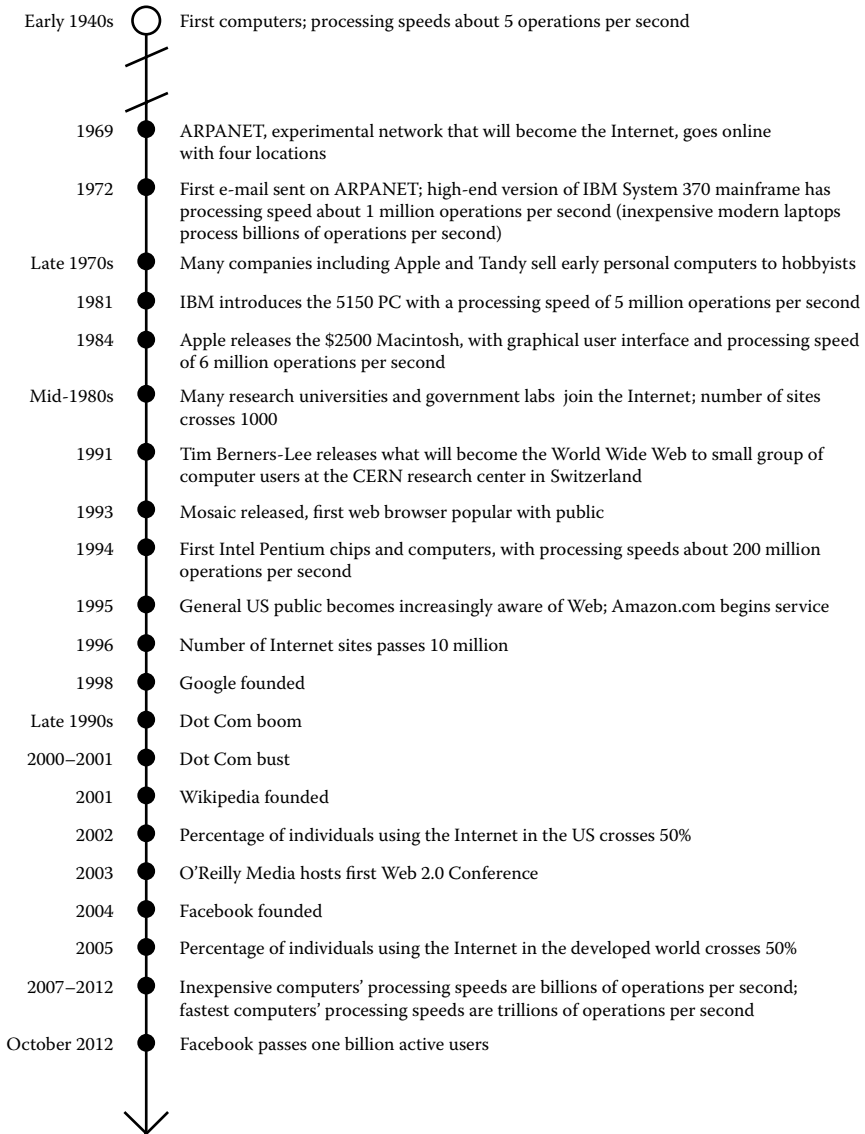 Early 1940s First computers; processing speeds about 5 operations per second
1969 ARPANET, experimental network that will become the Internet, goes online
with four locations
1972 First e-mail sent on ARPANET; high-end version of IBM System 370 mainframe has
processing speed about 1 million operations per second (inexpensive modern laptops
process billions of operations per second)
Late 1970s Many companies including Apple and Tandy sell early personal computers to hobbyists
1981 IBM introduces the 5150 PC with a processing speed of 5 million operations per second
1984 Apple releases the $2500 Macintosh, with graphical user interface and processing speed
of 6 million operations per second
Mid-1980s Many research universities and government labs join the Internet; number of sites
crosses 1000
1991 Tim Berners-Lee releases what will become the World Wide Web to small group of
computer users at the CERN research center in Switzerland
1993 Mosaic released, first web browser popular with public
1994 First Intel Pentium chips and computers, with processing speeds about 200 million
operations per second
1995 General US public becomes increasingly aware of Web; Amazon.com begins service
1996 Number of Internet sites passes 10 million
1998 Google founded
Late 1990s Dot Com boom
2000–2001 Dot Com bust
2001 Wikipedia founded
2002 Percentage of individuals using the Internet in the US crosses 50%
2003 O’Reilly Media hosts first Web 2.0 Conference
2004 Facebook founded
2005 Percentage of individuals using the Internet in the developed world crosses 50%
2007–2012 Inexpensive computers’ processing speeds are billions of operations per second;
fastest computers’ processing speeds are trillions of operations per second
October 2012 Facebook passes one billion active users